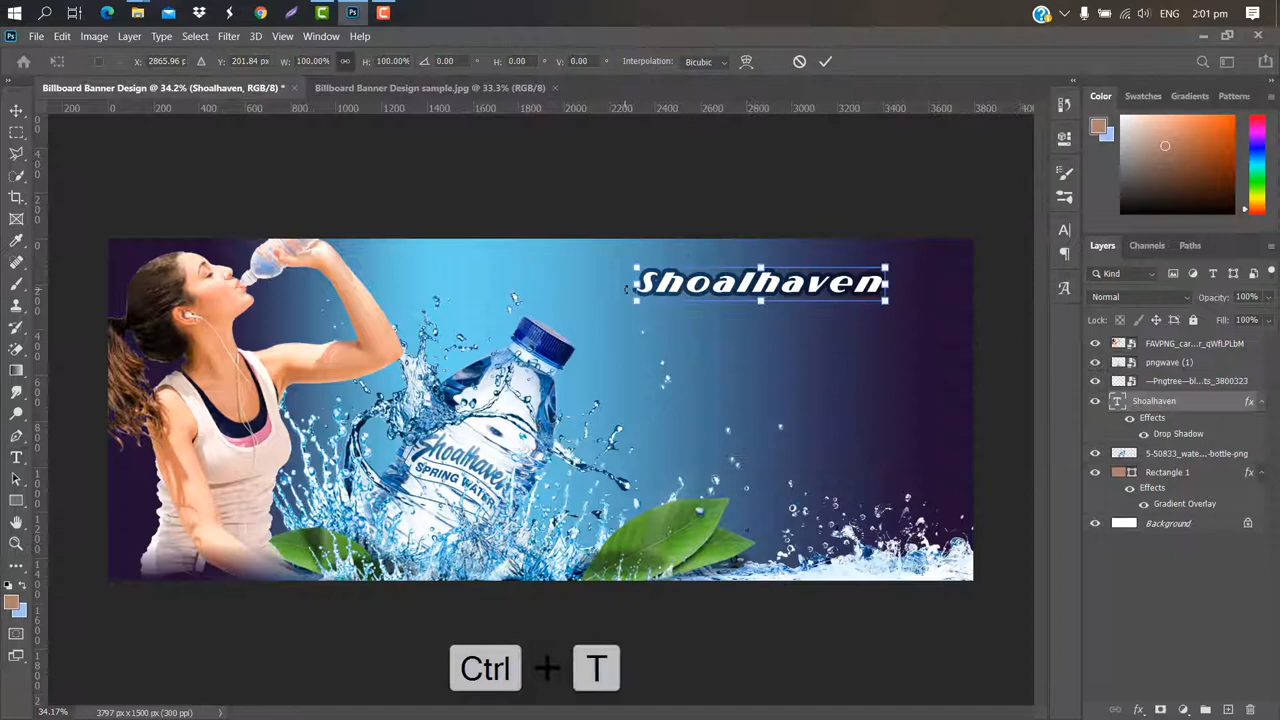 ENG 2:01 pm
File Edit Image Layer Type Select Filter 3D View Window Help
X: 2865.96 p Y: 201.84 px W: 100.00% H: 100.00% 0.00 ° H: 0.00 ° V: 0.00 ° Interpolation: Bicubic
Billboard Banner Design @ 34.2% (Shoalhaven, RGB/8) * × Billboard Banner Design sample.jpg @ 33.3% (RGB/8) ×
Color Swatches Gradients Patterns
200 0 200 400 600 800 1000 1200 1400 1600 1800 2000 2200 2400 2600 2800 3000 3200 3400 3600 3800 400
Shoalhaven
Shoalhaven
SPRING WATER
Layers Channels Paths
Kind
Normal Opacity: 100%
Lock: Fill: 100%
FAVPNG_car...r_qWfLPLbM
pngwave (1)
—Pngtree—bl...ts_3800323
Shoalhaven fx
Effects
Drop Shadow
5-50833_wate...-bottle-png
Rectangle 1 fx
Effects
Gradient Overlay
Background
Ctrl + T
34.17% 3797 px x 1500 px (300 ppi)